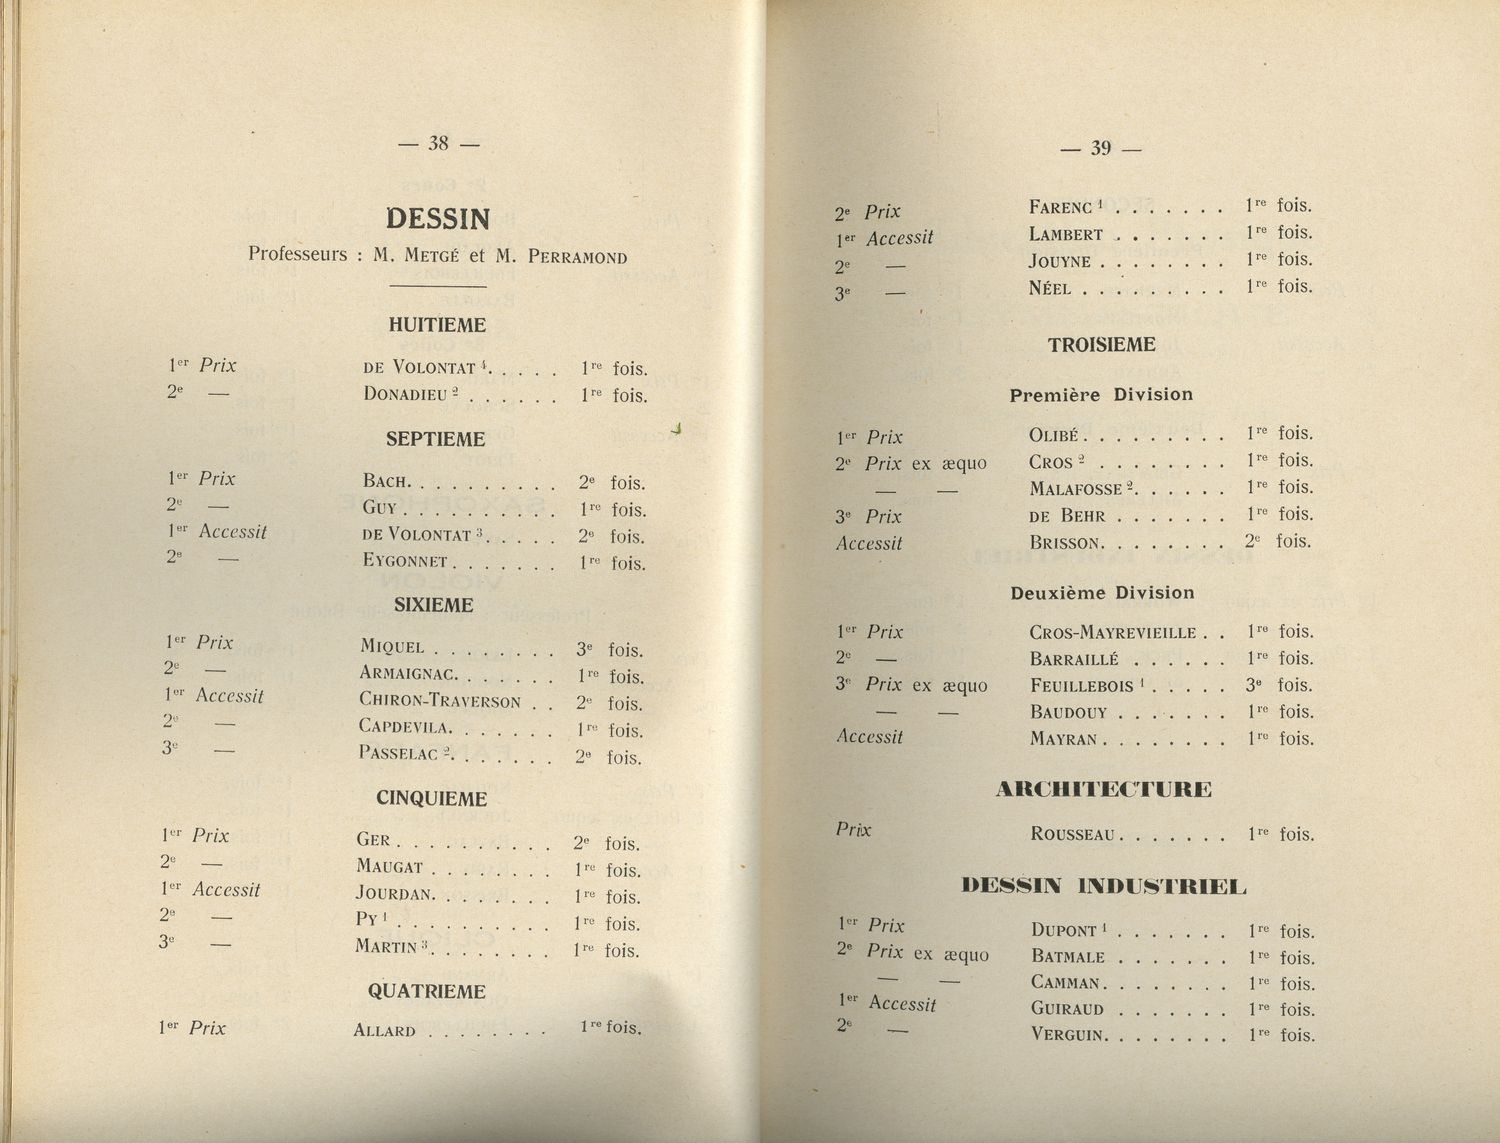 — 38 —
DESSIN
Professeurs : M. METGÉ et M. PERRAMOND
HUITIEME
1er Prix DE VOLONTAT 4. . . . . 1re fois.
2e — DONADIEU 2 . . . . . . 1re fois.
SEPTIEME
1er Prix BACH. . . . . . . . . . 2e fois.
2e — GUY . . . . . . . . . . 1re fois.
1er Accessit DE VOLONTAT 3. . . . . 2e fois.
2e — EYGONNET. . . . . . . 1re fois.
SIXIEME
1er Prix MIQUEL . . . . . . . . 3e fois.
2e — ARMAIGNAC. . . . . . . 1re fois.
1er Accessit CHIRON-TRAVERSON . . 2e fois.
2e — CAPDEVILA. . . . . . . 1re fois.
3e — PASSELAC 2. . . . . . . 2e fois.
CINQUIEME
1er Prix GER . . . . . . . . . . 2e fois.
2e — MAUGAT . . . . . . . . 1re fois.
1er Accessit JOURDAN. . . . . . . . 1re fois.
2e — PY 1 . . . . . . . . . . 1re fois.
3e — MARTIN 3. . . . . . . . 1re fois.
QUATRIEME
1er Prix ALLARD . . . . . . . . 1re fois.
— 39 —
2e Prix FARENC 1 . . . . . . . 1re fois.
1er Accessit LAMBERT . . . . . . . 1re fois.
2e — JOUYNE . . . . . . . . 1re fois.
3e — NÉEL . . . . . . . . . 1re fois.
TROISIEME
Première Division
1er Prix OLIBÉ. . . . . . . . . 1re fois.
2e Prix ex æquo CROS 2 . . . . . . . . 1re fois.
— — MALAFOSSE 2. . . . . . 1re fois.
3e Prix DE BEHR . . . . . . . 1re fois.
Accessit BRISSON. . . . . . . . 2e fois.
Deuxième Division
1er Prix CROS-MAYREVIEILLE . . 1re fois.
2e — BARRAILLÉ . . . . . . 1re fois.
3e Prix ex æquo FEUILLEBOIS 1 . . . . . 3e fois.
— — BAUDOUY . . . . . . . 1re fois.
Accessit MAYRAN . . . . . . . . 1re fois.
ARCHITECTURE
Prix ROUSSEAU . . . . . . . 1re fois.
DESSIN INDUSTRIEL
1er Prix DUPONT 1 . . . . . . . 1re fois.
2e Prix ex æquo BATMALE . . . . . . . 1re fois.
— — CAMMAN. . . . . . . . 1re fois.
1er Accessit GUIRAUD . . . . . . . 1re fois.
2e — VERGUIN. . . . . . . . 1re fois.